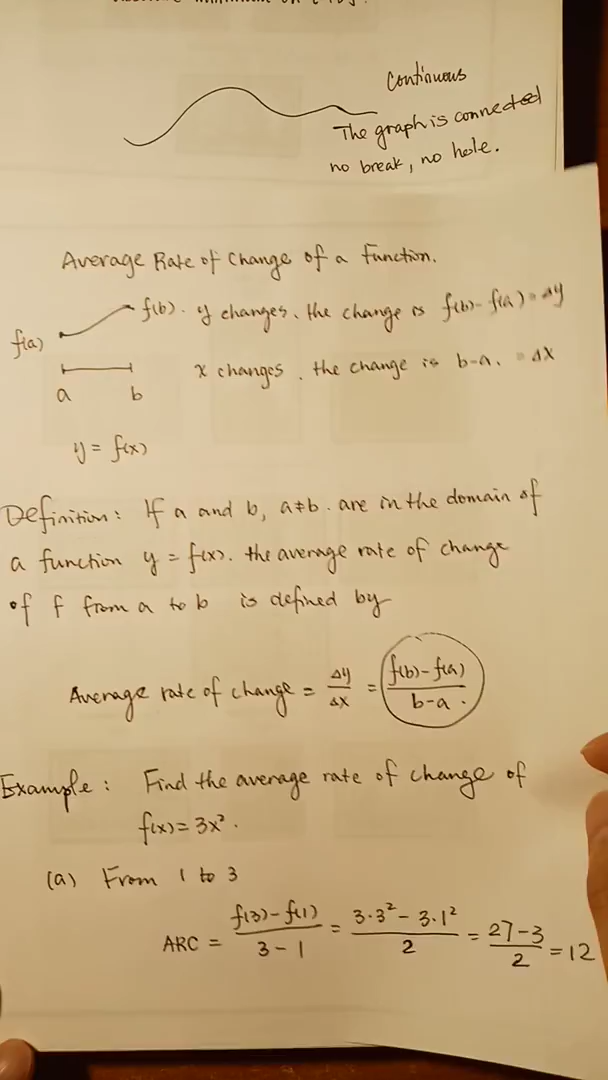 Continuous
The graph is connected
no break, no hole.
Average Rate of Change of a Function.
f(a) f(b). y changes, the change is f(b)-f(a) = Δy
a b x changes, the change is b-a. = Δx
y = f(x)
Definition: If a and b, a≠b. are in the domain of
a function y = f(x). the average rate of change
of f from a to b is defined by
Average rate of change = Δy/Δx = (f(b)-f(a))/(b-a).
Example: Find the average rate of change of
f(x) = 3x².
(a) From 1 to 3
ARC = (f(3)-f(1))/(3-1) = (3·3²-3·1²)/2 = (27-3)/2 = 12